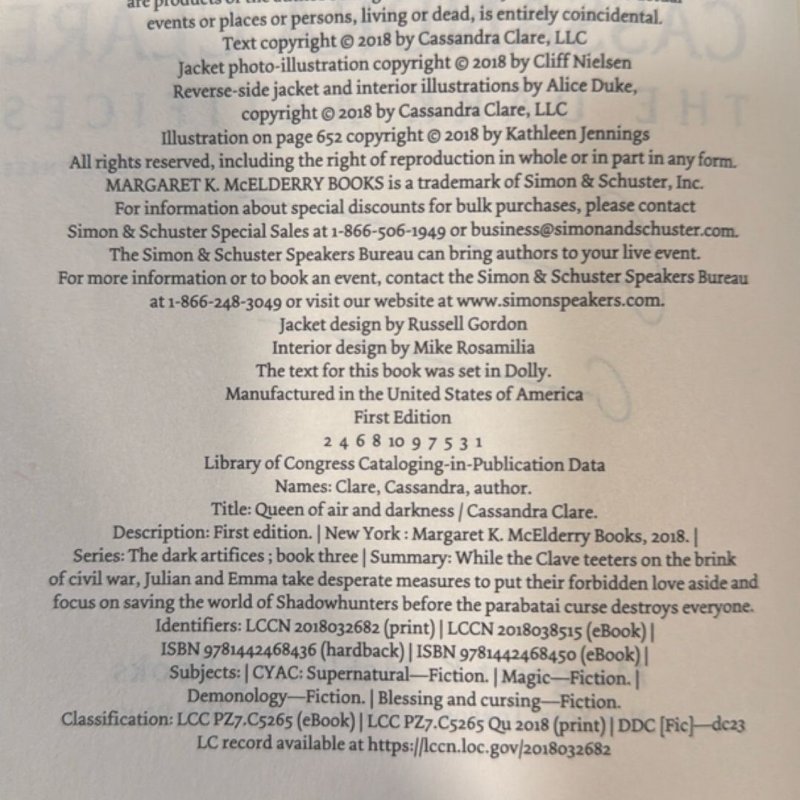 are products of the author's imagination, and any resemblance to actual
events or places or persons, living or dead, is entirely coincidental.
Text copyright © 2018 by Cassandra Clare, LLC
Jacket photo-illustration copyright © 2018 by Cliff Nielsen
Reverse-side jacket and interior illustrations by Alice Duke,
copyright © 2018 by Cassandra Clare, LLC
Illustration on page 652 copyright © 2018 by Kathleen Jennings
All rights reserved, including the right of reproduction in whole or in part in any form.
MARGARET K. McELDERRY BOOKS is a trademark of Simon & Schuster, Inc.
For information about special discounts for bulk purchases, please contact
Simon & Schuster Special Sales at 1-866-506-1949 or business@simonandschuster.com.
The Simon & Schuster Speakers Bureau can bring authors to your live event.
For more information or to book an event, contact the Simon & Schuster Speakers Bureau
at 1-866-248-3049 or visit our website at www.simonspeakers.com.
Jacket design by Russell Gordon
Interior design by Mike Rosamilia
The text for this book was set in Dolly.
Manufactured in the United States of America
First Edition
2 4 6 8 10 9 7 5 3 1
Library of Congress Cataloging-in-Publication Data
Names: Clare, Cassandra, author.
Title: Queen of air and darkness / Cassandra Clare.
Description: First edition. | New York : Margaret K. McElderry Books, 2018. |
Series: The dark artifices ; book three | Summary: While the Clave teeters on the brink
of civil war, Julian and Emma take desperate measures to put their forbidden love aside and
focus on saving the world of Shadowhunters before the parabatai curse destroys everyone.
Identifiers: LCCN 2018032682 (print) | LCCN 2018038515 (eBook) |
ISBN 9781442468436 (hardback) | ISBN 9781442468450 (eBook) |
Subjects: | CYAC: Supernatural—Fiction. | Magic—Fiction. |
Demonology—Fiction. | Blessing and cursing—Fiction.
Classification: LCC PZ7.C5265 (eBook) | LCC PZ7.C5265 Qu 2018 (print) | DDC [Fic]—dc23
LC record available at https://lccn.loc.gov/2018032682